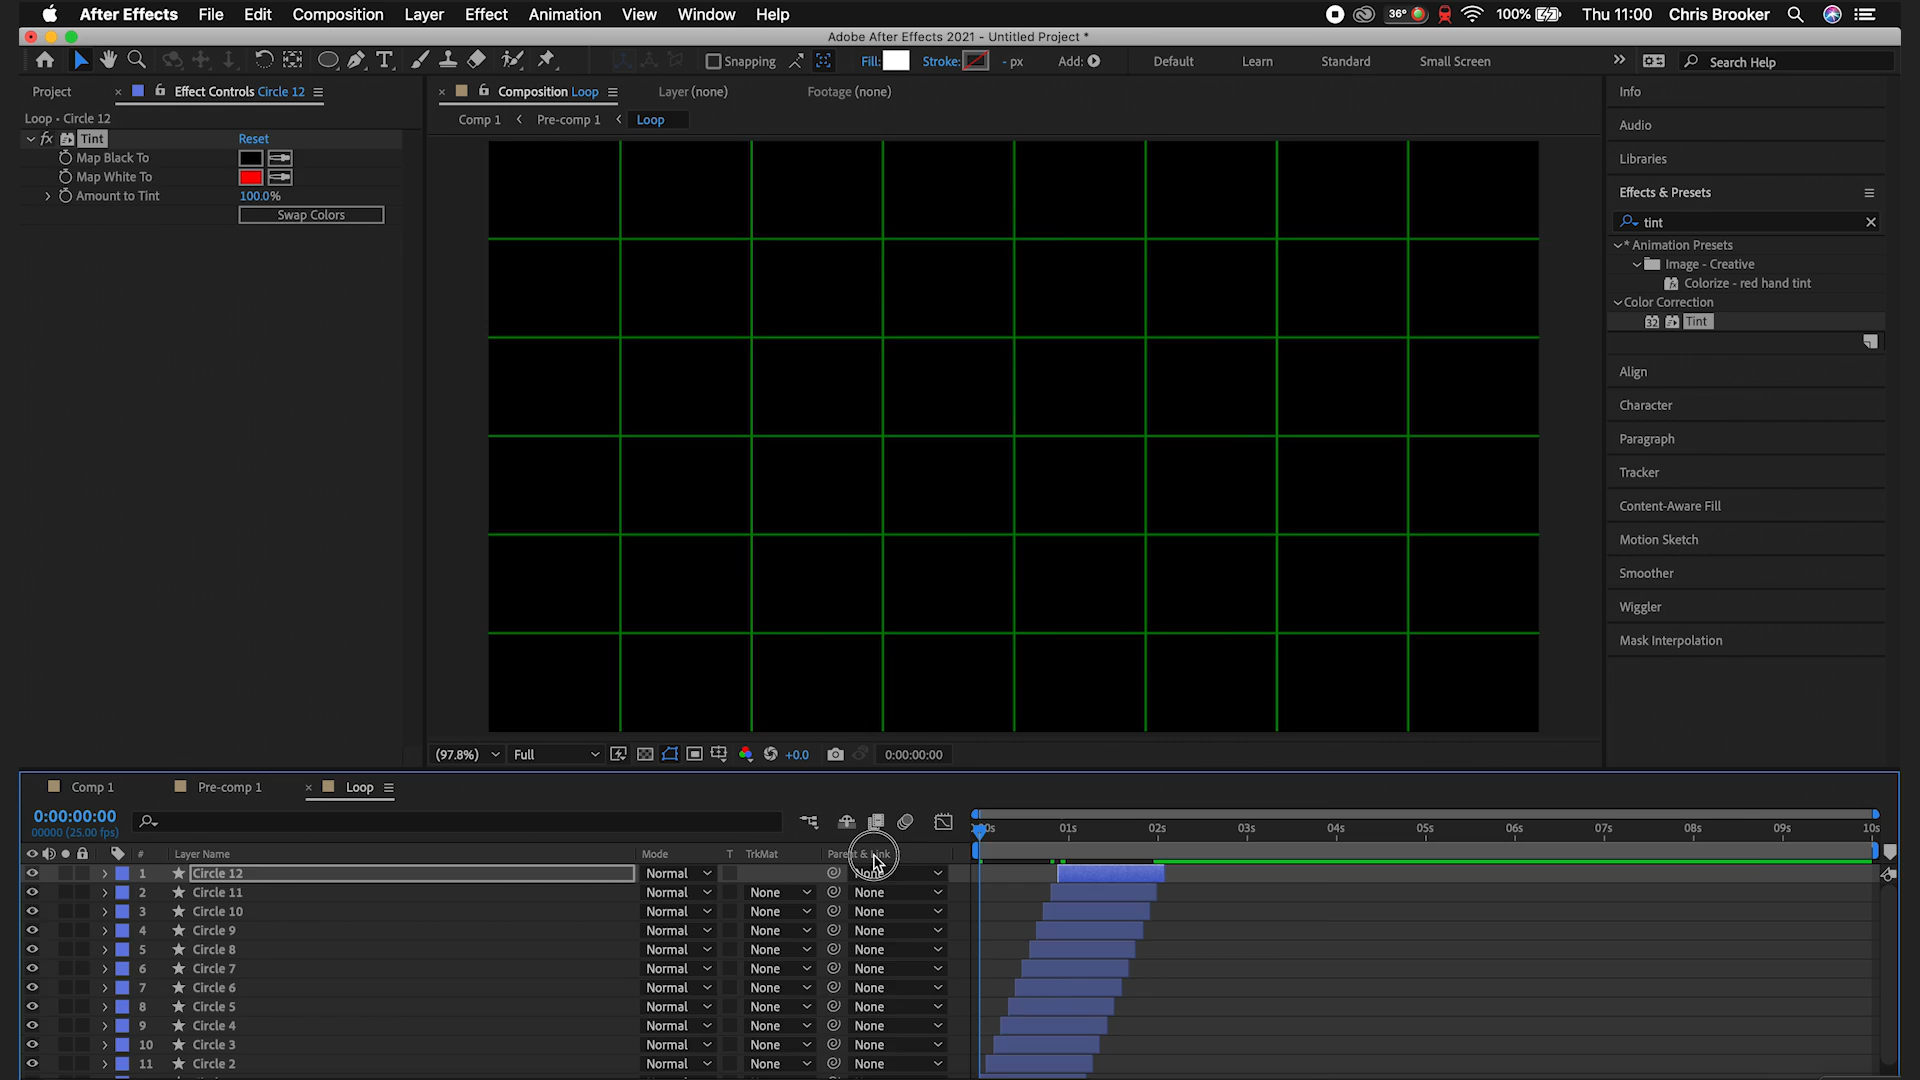 After Effects File Edit Composition Layer Effect Animation View Window Help 36° 100% Thu 11:00 Chris Brooker
Adobe After Effects 2021 - Untitled Project *
Snapping Fill: Stroke: - px Add: Default Learn Standard Small Screen Search Help
Project × Effect Controls Circle 12 × Composition Loop Layer (none) Footage (none) Info
Loop - Circle 12 Comp 1 Pre-comp 1 Loop
Audio
fx Tint Reset
Map Black To
Libraries
Map White To
Effects & Presets
Amount to Tint 100.0%
Swap Colors
tint
* Animation Presets
Image - Creative
Colorize - red hand tint
Color Correction
32 Tint
Align
Character
Paragraph
Tracker
Content-Aware Fill
Motion Sketch
Smoother
Wiggler
Mask Interpolation
(97.8%) Full +0.0 0:00:00:00
Comp 1 Pre-comp 1 × Loop
0:00:00:00
00000 (25.00 fps)
01s 02s 03s 04s 05s 06s 07s 08s 09s 10s
# Layer Name Mode T TrkMat Parent & Link
1 Circle 12 Normal None
2 Circle 11 Normal None None
3 Circle 10 Normal None None
4 Circle 9 Normal None None
5 Circle 8 Normal None None
6 Circle 7 Normal None None
7 Circle 6 Normal None None
8 Circle 5 Normal None None
9 Circle 4 Normal None None
10 Circle 3 Normal None None
11 Circle 2 Normal None None